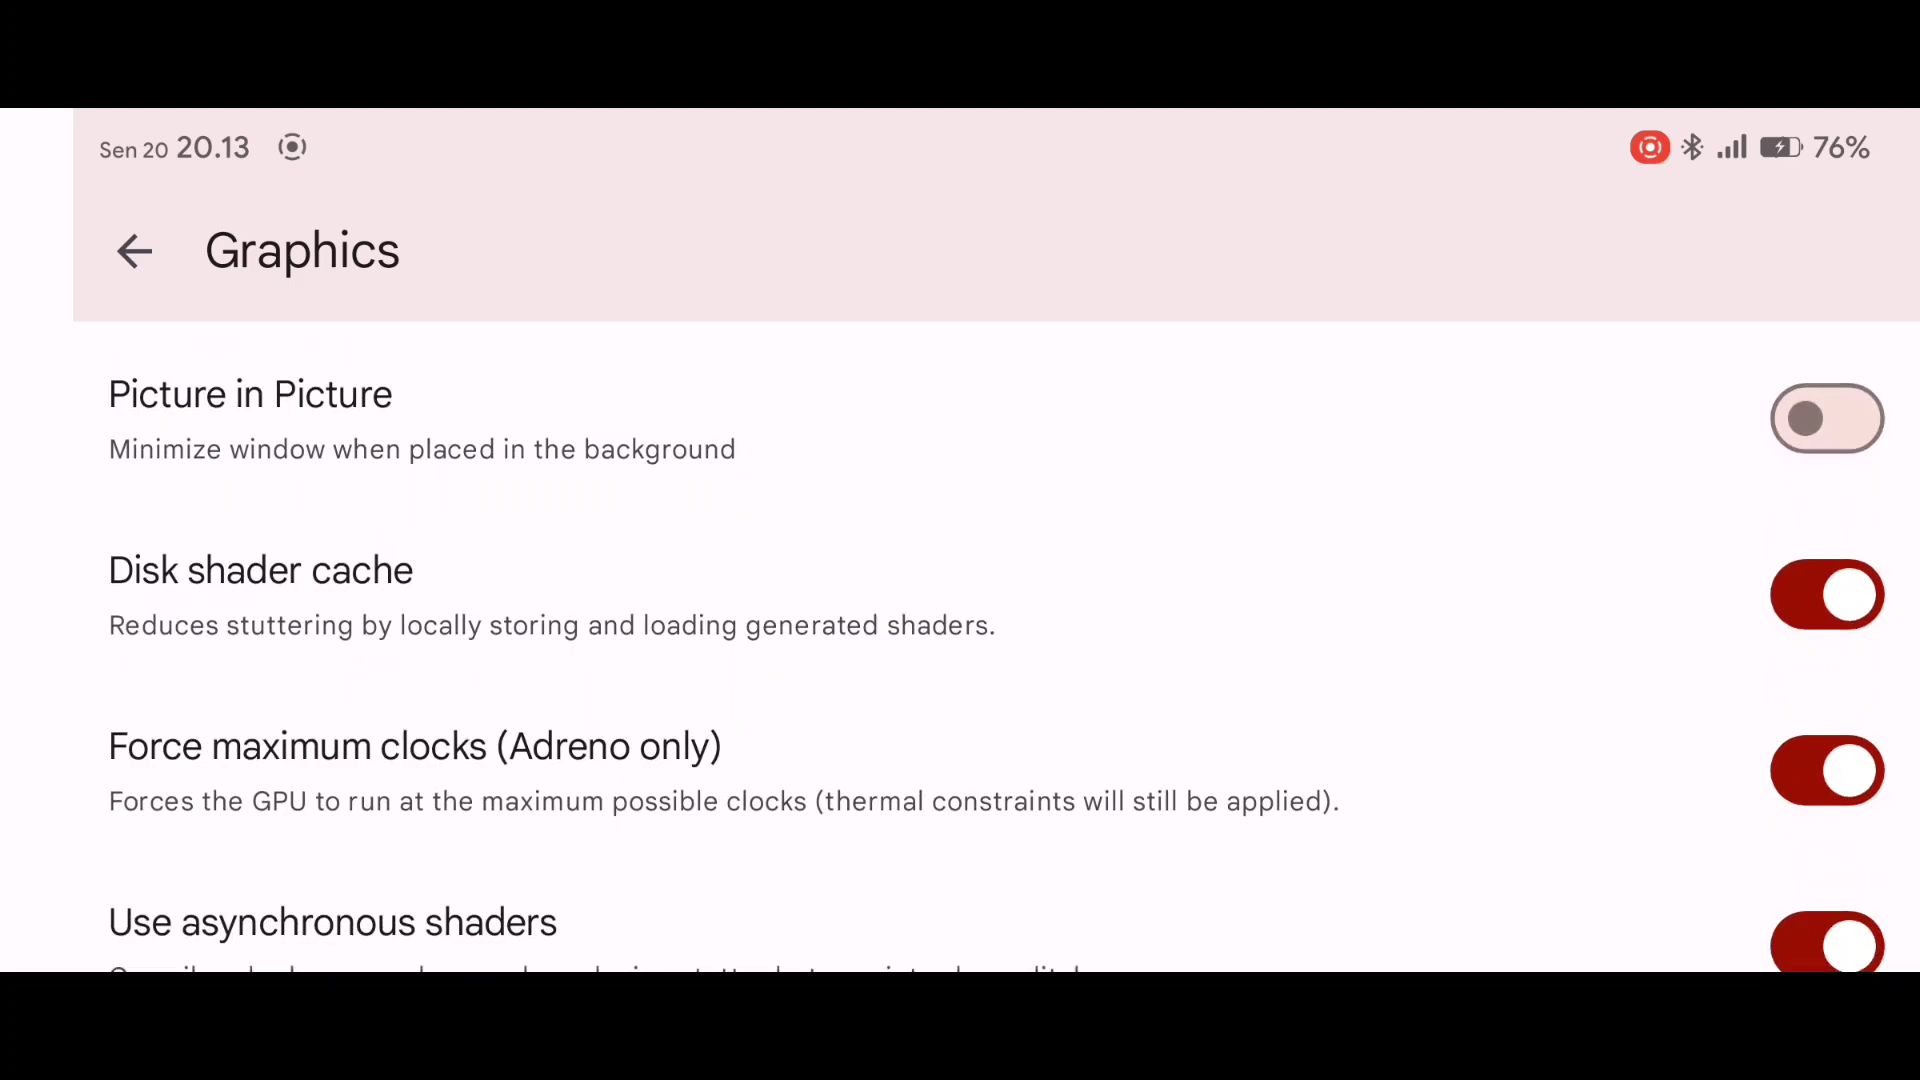 Sen 20 20.13 76%
Graphics
Picture in Picture
Minimize window when placed in the background
Disk shader cache
Reduces stuttering by locally storing and loading generated shaders.
Force maximum clocks (Adreno only)
Forces the GPU to run at the maximum possible clocks (thermal constraints will still be applied).
Use asynchronous shaders